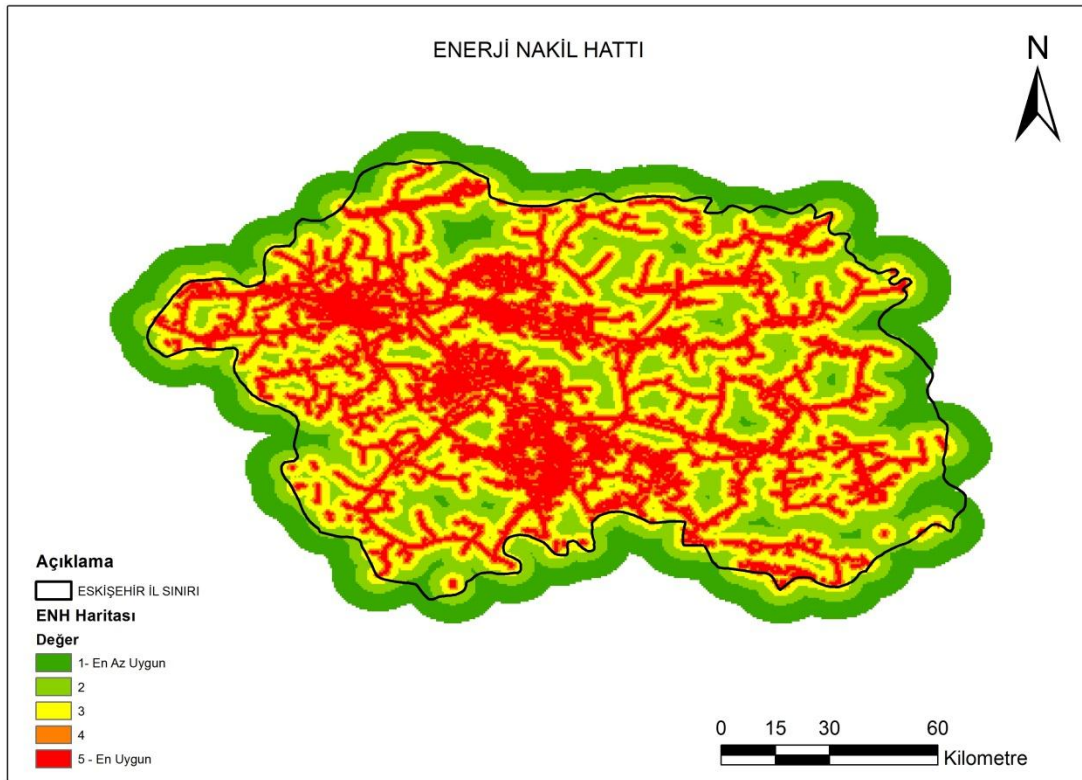 ENERJİ NAKİL HATTI
N
Açıklama
ESKİŞEHİR İL SINIRI
ENH Haritası
Değer
1- En Az Uygun
2
3
4
5 - En Uygun
0 15 30 60
Kilometre